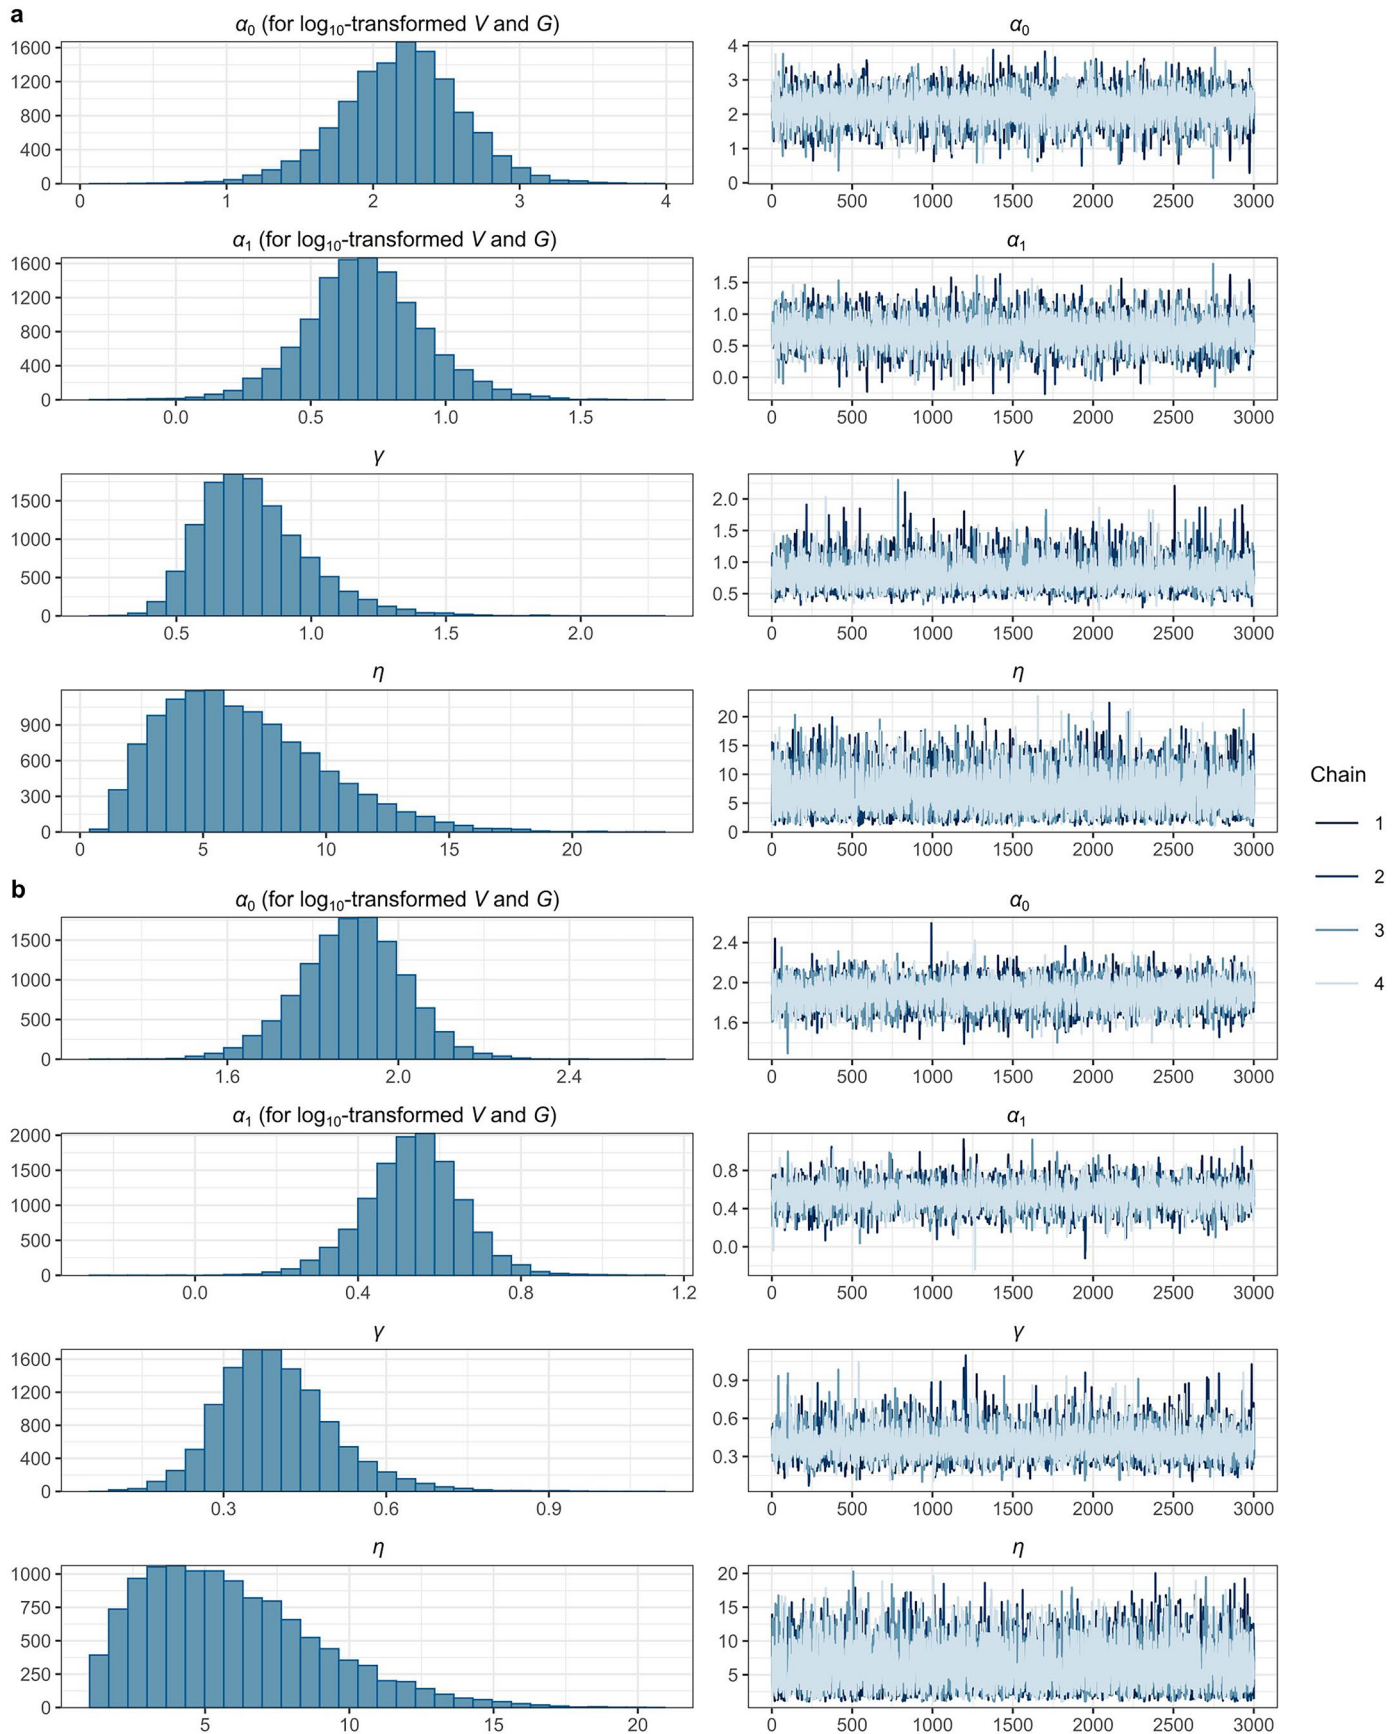 a
α0 (for log10-transformed V and G)
1600
1200
800
400
0
0 1 2 3 4
α0
4
3
2
1
0
0 500 1000 1500 2000 2500 3000
α1 (for log10-transformed V and G)
1600
1200
800
400
0
0.0 0.5 1.0 1.5
α1
1.5
1.0
0.5
0.0
0 500 1000 1500 2000 2500 3000
γ
1500
1000
500
0
0.5 1.0 1.5 2.0
γ
2.0
1.5
1.0
0.5
0 500 1000 1500 2000 2500 3000
η
900
600
300
0
0 5 10 15 20
η
20
15
10
5
0
0 500 1000 1500 2000 2500 3000
Chain
1
2
3
4
b
α0 (for log10-transformed V and G)
1500
1000
500
0
1.6 2.0 2.4
α0
2.4
2.0
1.6
0 500 1000 1500 2000 2500 3000
α1 (for log10-transformed V and G)
2000
1500
1000
500
0
0.0 0.4 0.8 1.2
α1
0.8
0.4
0.0
0 500 1000 1500 2000 2500 3000
γ
1600
1200
800
400
0
0.3 0.6 0.9
γ
0.9
0.6
0.3
0 500 1000 1500 2000 2500 3000
η
1000
750
500
250
0
5 10 15 20
η
20
15
10
5
0 500 1000 1500 2000 2500 3000